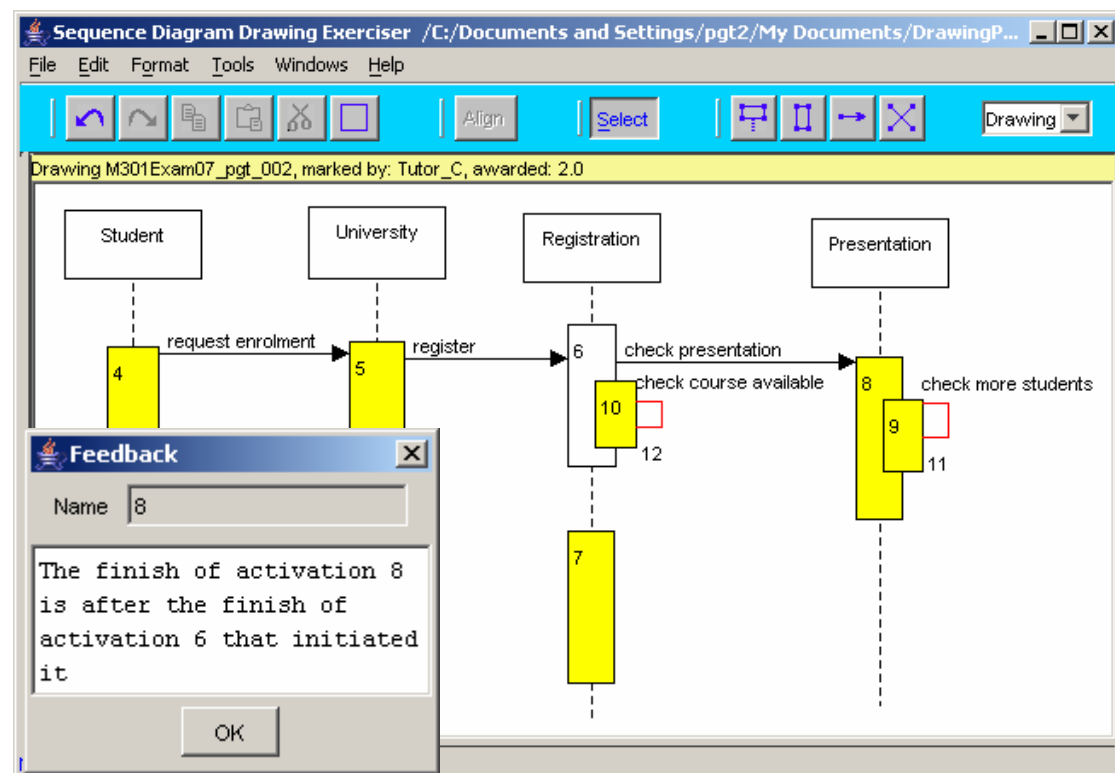 Sequence Diagram Drawing Exerciser /C:/Documents and Settings/pgt2/My Documents/DrawingP...
File Edit Format Tools Windows Help
Align Select Drawing
Drawing M301Exam07_pgt_002, marked by: Tutor_C, awarded: 2.0
Student University Registration Presentation
request enrolment register check presentation
4 5 6 8
check course available check more students
10 9
12 11
7
Feedback
Name 8
The finish of activation 8
is after the finish of
activation 6 that initiated
it
OK